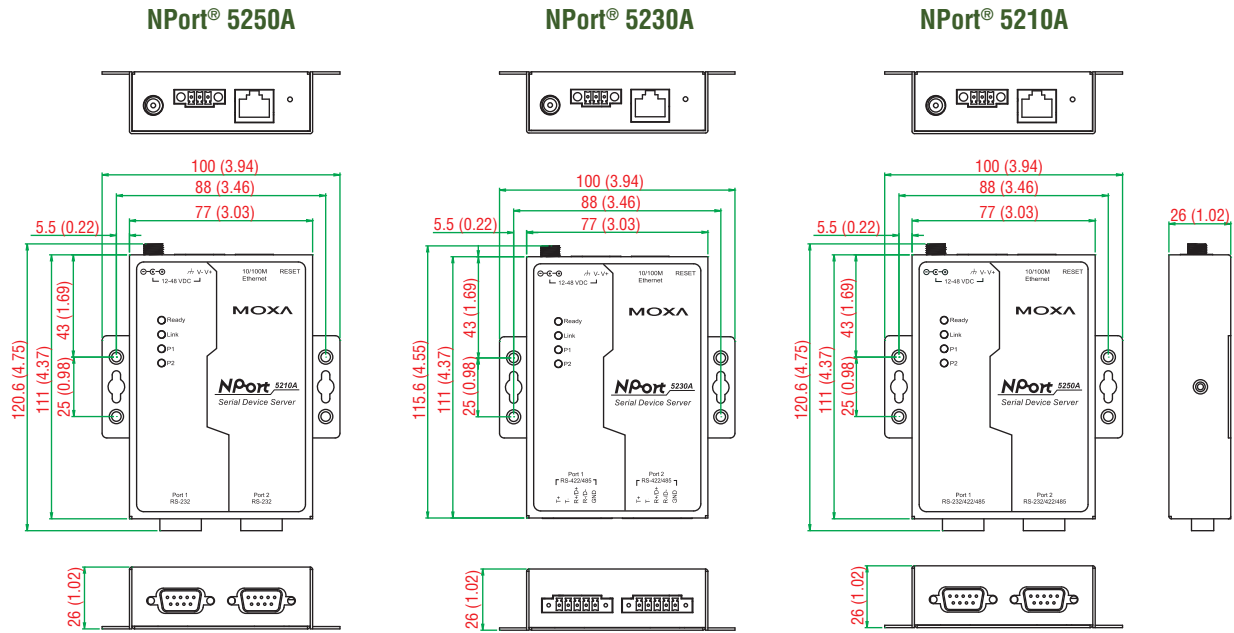 NPort® 5250A
NPort® 5230A
NPort® 5210A
100 (3.94)
88 (3.46)
77 (3.03)
5.5 (0.22)
120.6 (4.75)
111 (4.37)
43 (1.69)
25 (0.98)
V- V+
12-48 VDC
10/100M
Ethernet
RESET
MOXA
Ready
Link
P1
P2
NPort 5210A
Serial Device Server
Port 1
RS-232
Port 2
RS-232
26 (1.02)
100 (3.94)
88 (3.46)
77 (3.03)
5.5 (0.22)
115.6 (4.55)
111 (4.37)
43 (1.69)
25 (0.98)
V- V+
12-48 VDC
10/100M
Ethernet
RESET
MOXA
Ready
Link
P1
P2
NPort 5230A
Serial Device Server
Port 1
RS-422/485
T+
T-
R+/D+
R-/D-
GND
Port 2
RS-422/485
T+
T-
R+/D+
R-/D-
GND
26 (1.02)
100 (3.94)
88 (3.46)
77 (3.03)
5.5 (0.22)
120.6 (4.75)
111 (4.37)
43 (1.69)
25 (0.98)
V- V+
12-48 VDC
10/100M
Ethernet
RESET
MOXA
Ready
Link
P1
P2
NPort 5250A
Serial Device Server
Port 1
RS-232/422/485
Port 2
RS-232/422/485
26 (1.02)
26 (1.02)